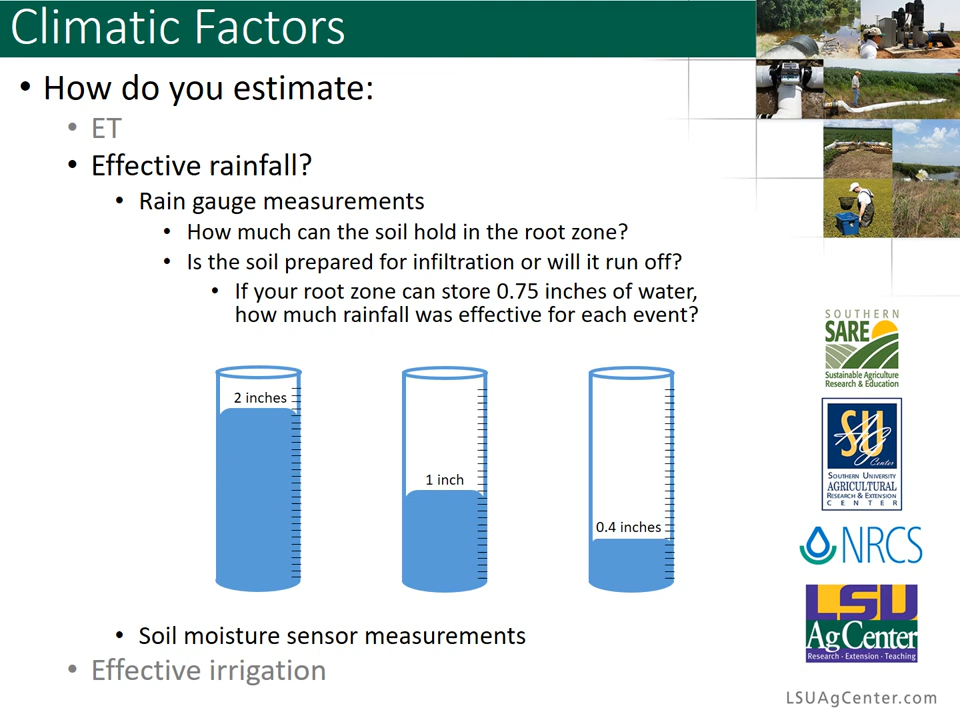 Climatic Factors
• How do you estimate:
• ET
• Effective rainfall?
• Rain gauge measurements
• How much can the soil hold in the root zone?
• Is the soil prepared for infiltration or will it run off?
• If your root zone can store 0.75 inches of water,
how much rainfall was effective for each event?
2 inches
1 inch
0.4 inches
• Soil moisture sensor measurements
• Effective irrigation
SOUTHERN
SARE
Sustainable Agriculture
Research & Education
SU
Ag
Center
SOUTHERN UNIVERSITY
AGRICULTURAL
RESEARCH & EXTENSION
CENTER
NRCS
LSU
AgCenter
Research · Extension · Teaching
LSUAgCenter.com